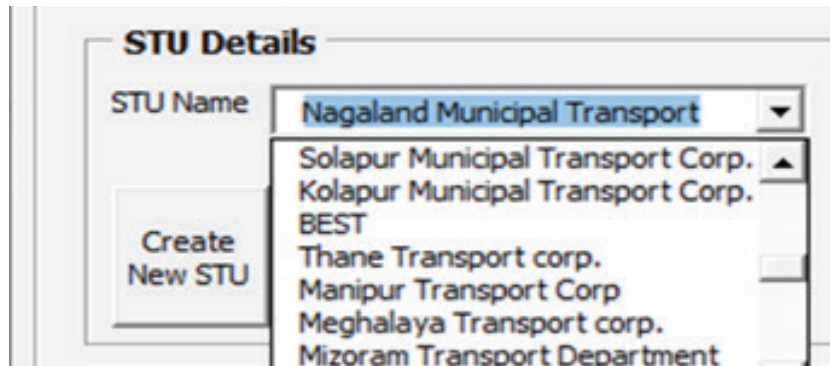 STU Details
STU Name
Nagaland Municipal Transport
Solapur Municipal Transport Corp.
Kolapur Municipal Transport Corp.
BEST
Thane Transport corp.
Manipur Transport Corp
Meghalaya Transport corp.
Mizoram Transport Department
Create
New STU